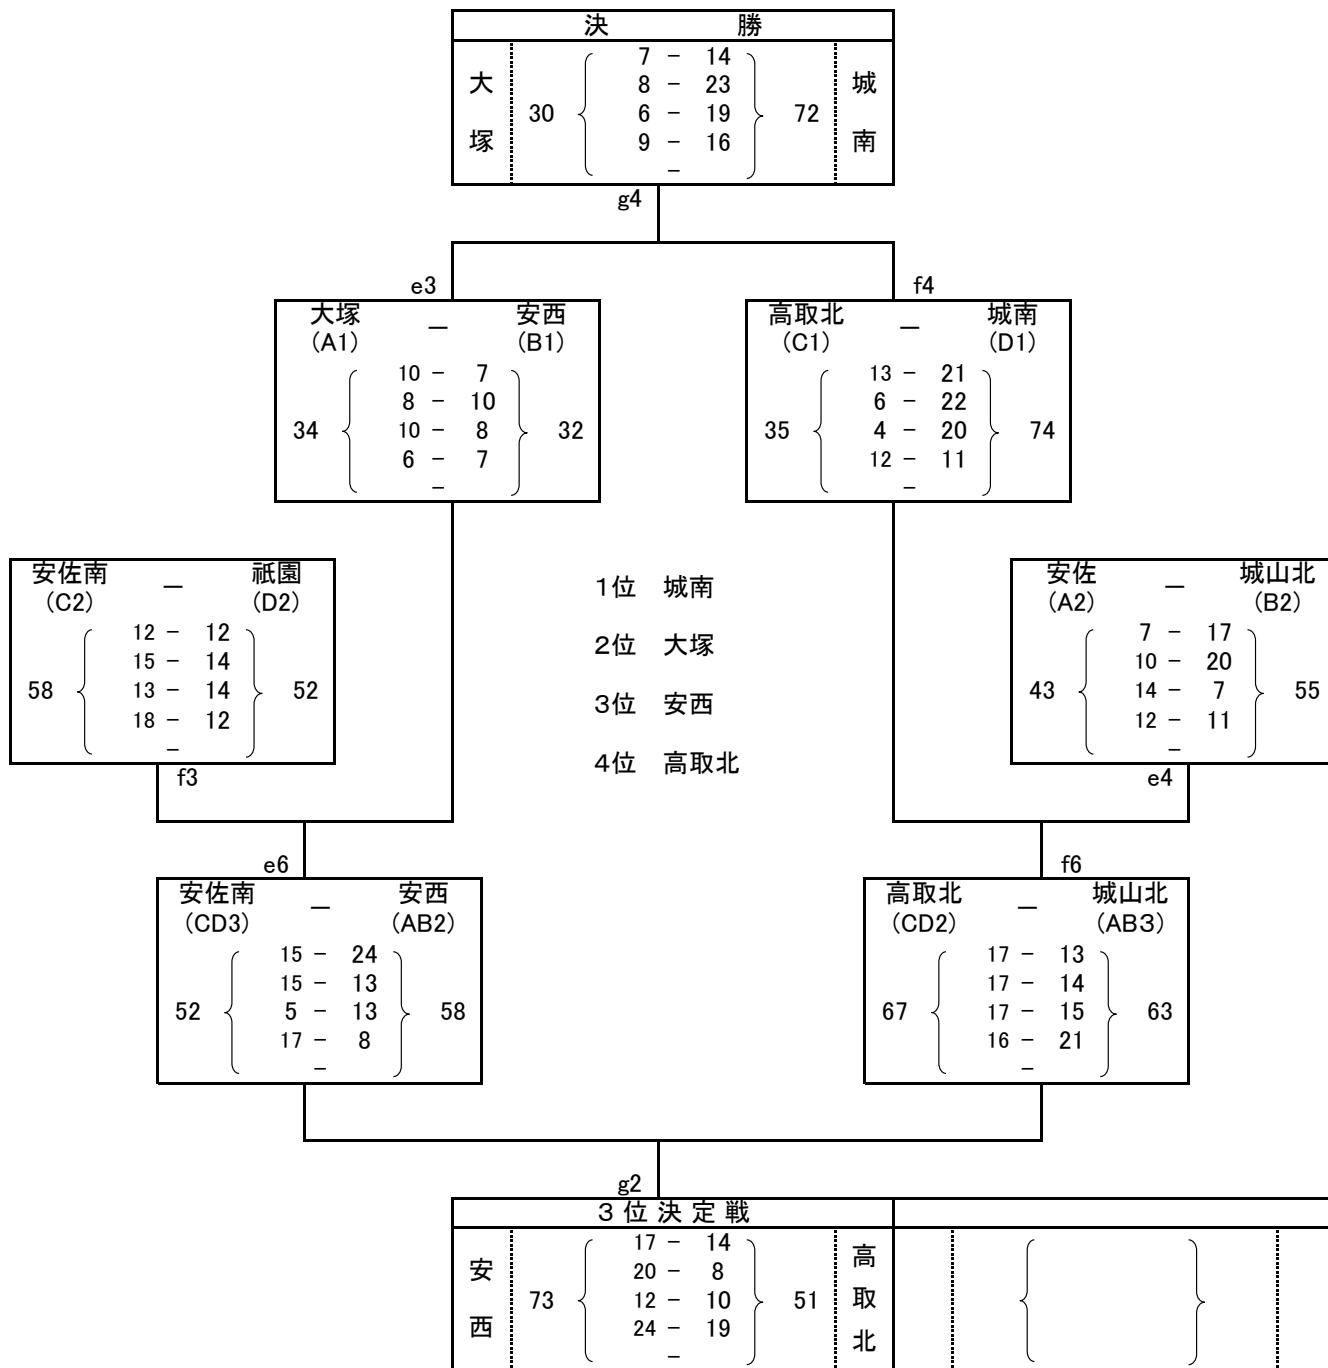 決 勝
大塚 30 7 － 14 72 城南
8 － 23
6 － 19
9 － 16
－
g4
e3
f4
大塚 － 安西
(A1) (B1)
10 － 7
8 － 10
34 10 － 8 32
6 － 7
－
高取北 － 城南
(C1) (D1)
13 － 21
6 － 22
35 4 － 20 74
12 － 11
－
安佐南 － 祇園
(C2) (D2)
12 － 12
15 － 14
58 13 － 14 52
18 － 12
－
f3
1位 城南
2位 大塚
3位 安西
4位 高取北
安佐 － 城山北
(A2) (B2)
7 － 17
10 － 20
43 14 － 7 55
12 － 11
－
e4
e6
f6
安佐南 － 安西
(CD3) (AB2)
15 － 24
15 － 13
52 5 － 13 58
17 － 8
－
高取北 － 城山北
(CD2) (AB3)
17 － 13
17 － 14
67 17 － 15 63
16 － 21
－
g2
3 位 決 定 戦
安西 73 17 － 14 51 高取北
20 － 8
12 － 10
24 － 19
－